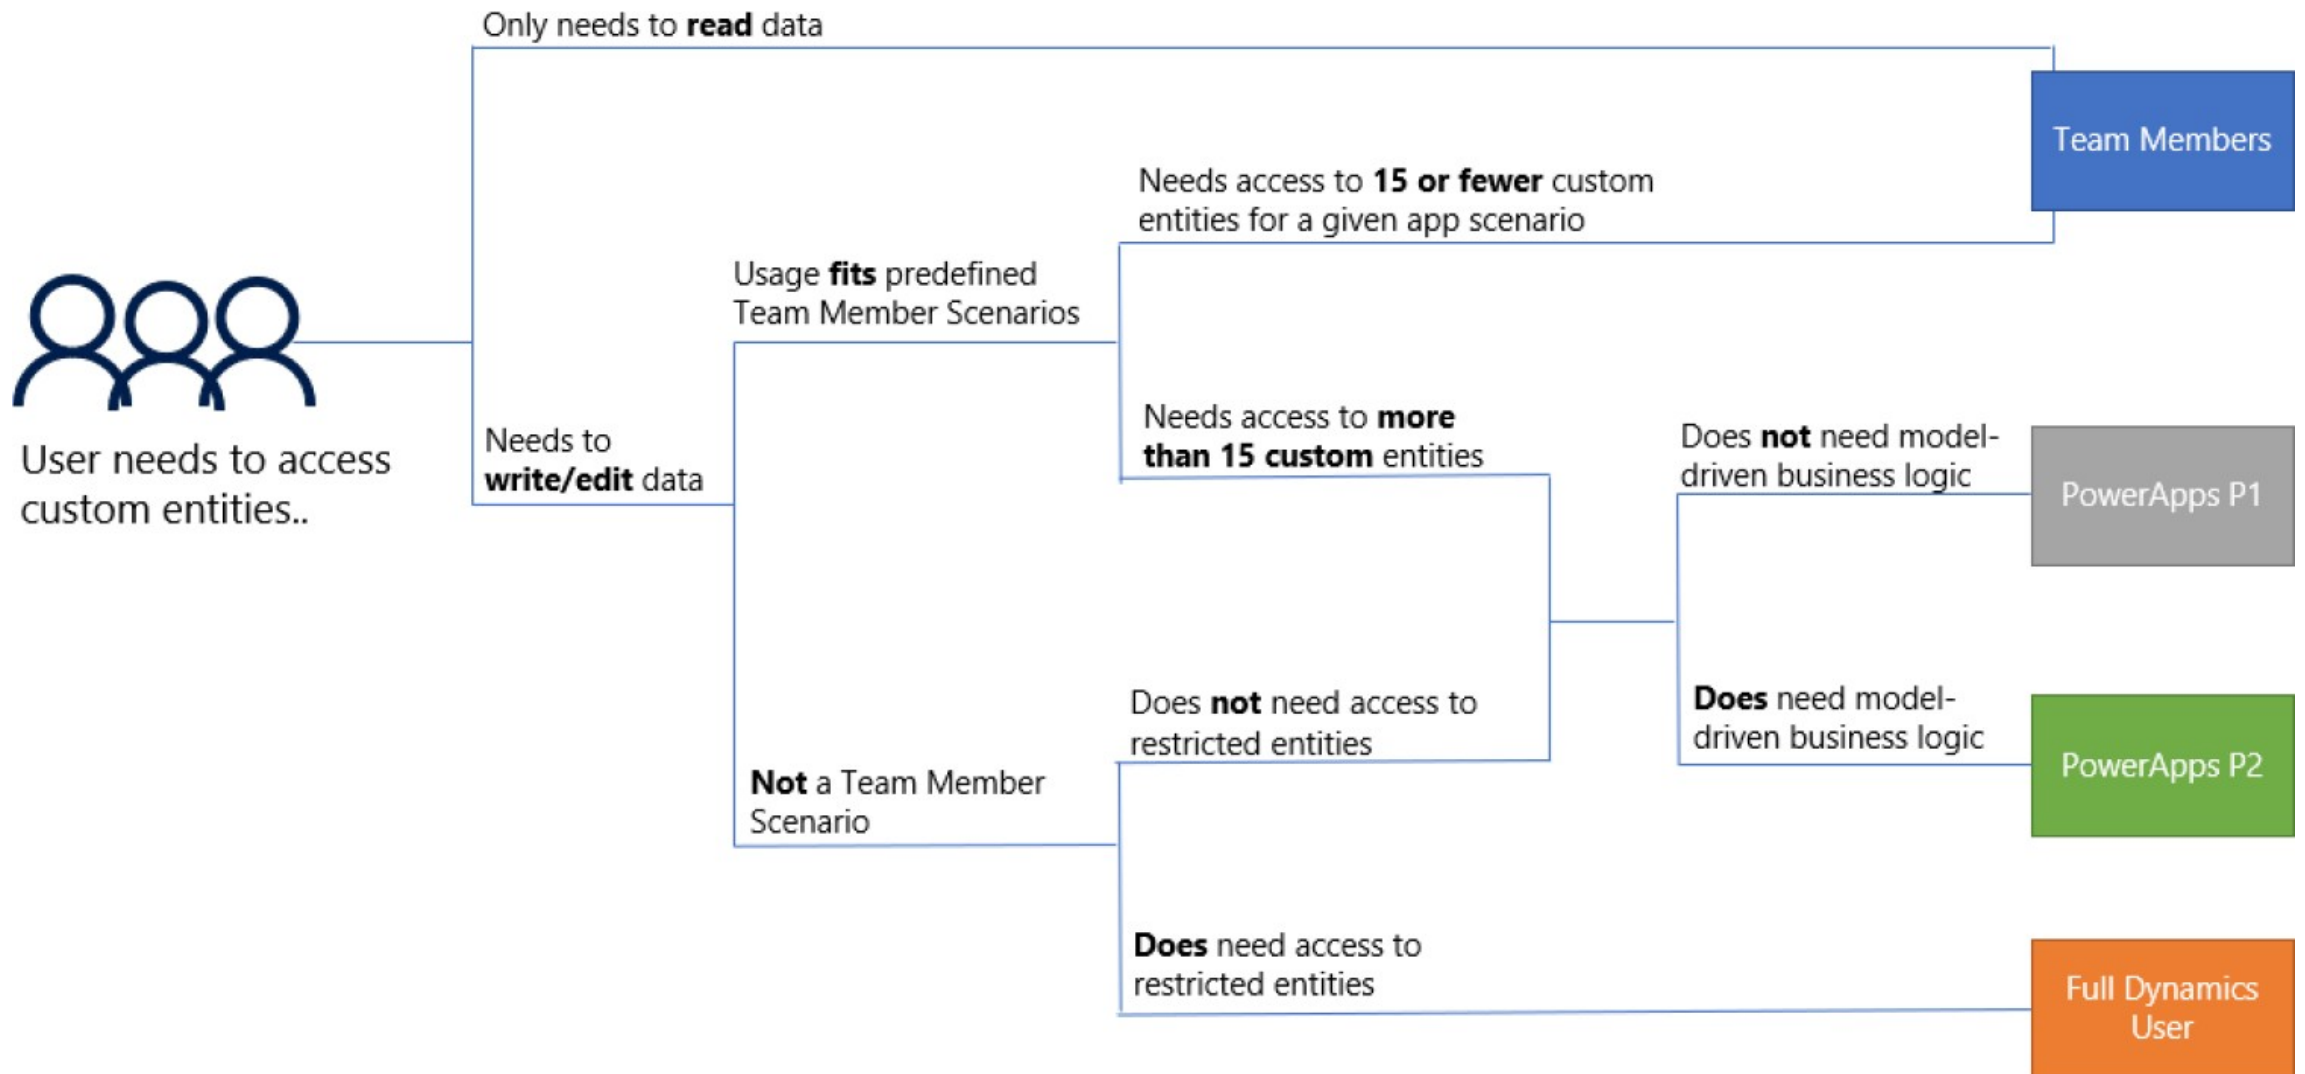 Only needs to read data
Team Members
Needs access to 15 or fewer custom
entities for a given app scenario
Usage fits predefined
Team Member Scenarios
User needs to access
custom entities..
Needs to
write/edit data
Needs access to more
than 15 custom entities
Does not need model-
driven business logic
PowerApps P1
Does not need access to
restricted entities
Does need model-
driven business logic
PowerApps P2
Not a Team Member
Scenario
Does need access to
restricted entities
Full Dynamics
User